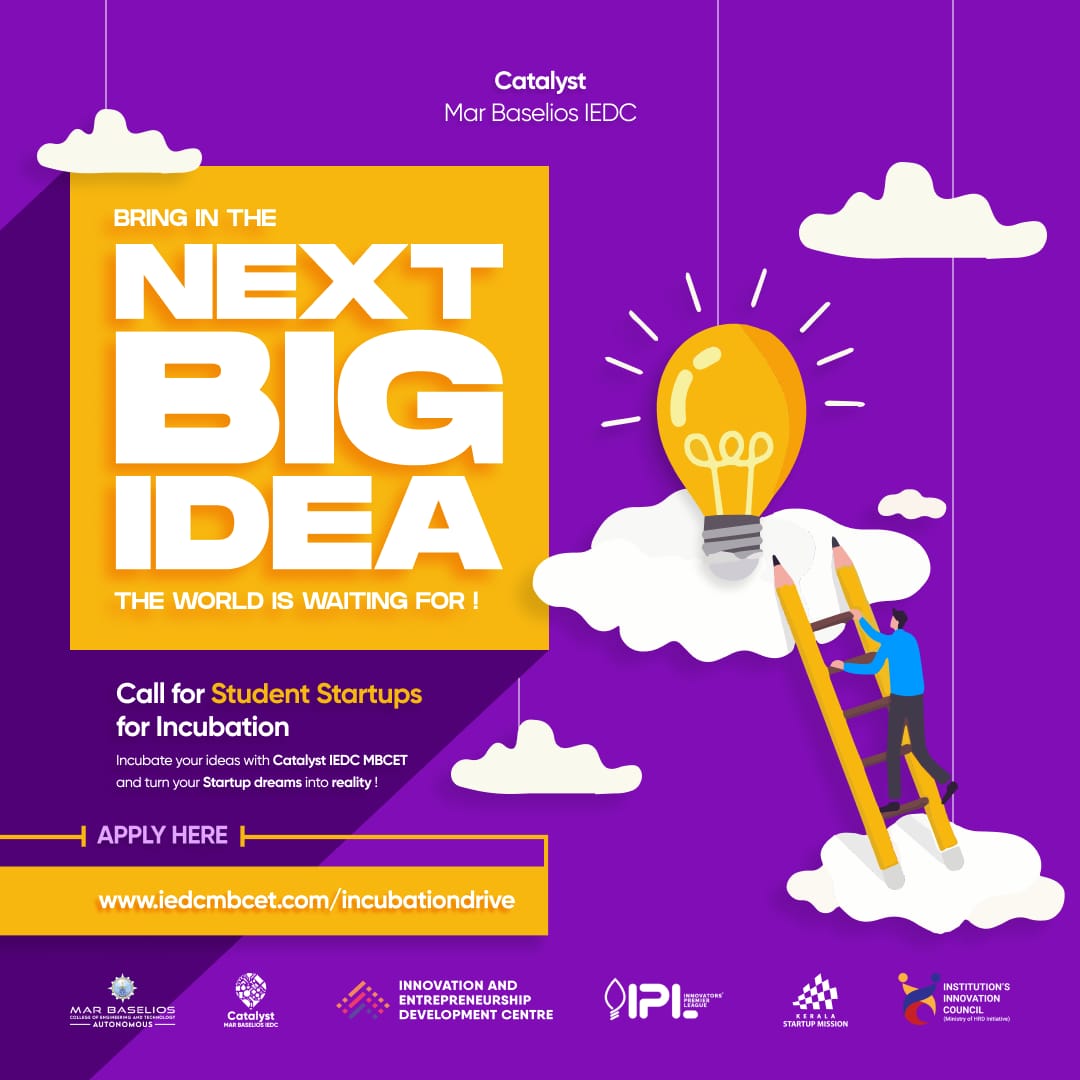 Catalyst
Mar Baselios IEDC
BRING IN THE
NEXT
BIG
IDEA
THE WORLD IS WAITING FOR !
Call for Student Startups
for Incubation
Incubate your ideas with Catalyst IEDC MBCET
and turn your Startup dreams into reality !
APPLY HERE
www.iedcmbcet.com/incubationdrive
MAR BASELIOS
COLLEGE OF ENGINEERING AND TECHNOLOGY
AUTONOMOUS
Catalyst
MAR BASELIOS IEDC
INNOVATION AND
ENTREPRENEURSHIP
DEVELOPMENT CENTRE
IPL
INNOVATORS'
PREMIER
LEAGUE
KERALA
STARTUP MISSION
INSTITUTION'S
INNOVATION
COUNCIL
(Ministry of HRD Initiative)